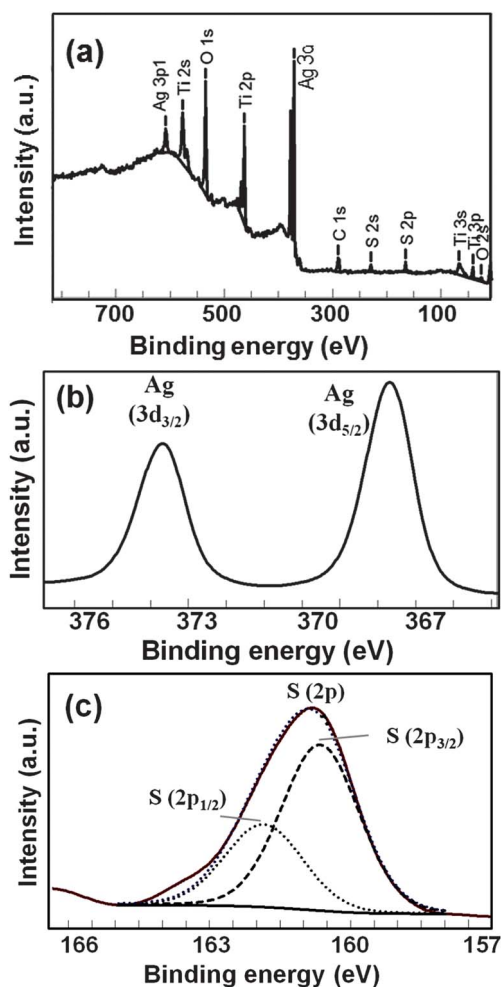 (a)
Intensity (a.u.)
Ag 3p1
Ti 2s
O 1s
Ti 2p
Ag 3d
C 1s
S 2s
S 2p
Ti 3s
Ti 3p
O 2s
700 500 300 100
Binding energy (eV)
(b)
Intensity (a.u.)
Ag
(3d3/2)
Ag
(3d5/2)
376 373 370 367
Binding energy (eV)
(c)
Intensity (a.u.)
S (2p)
S (2p3/2)
S (2p1/2)
166 163 160 157
Binding energy (eV)